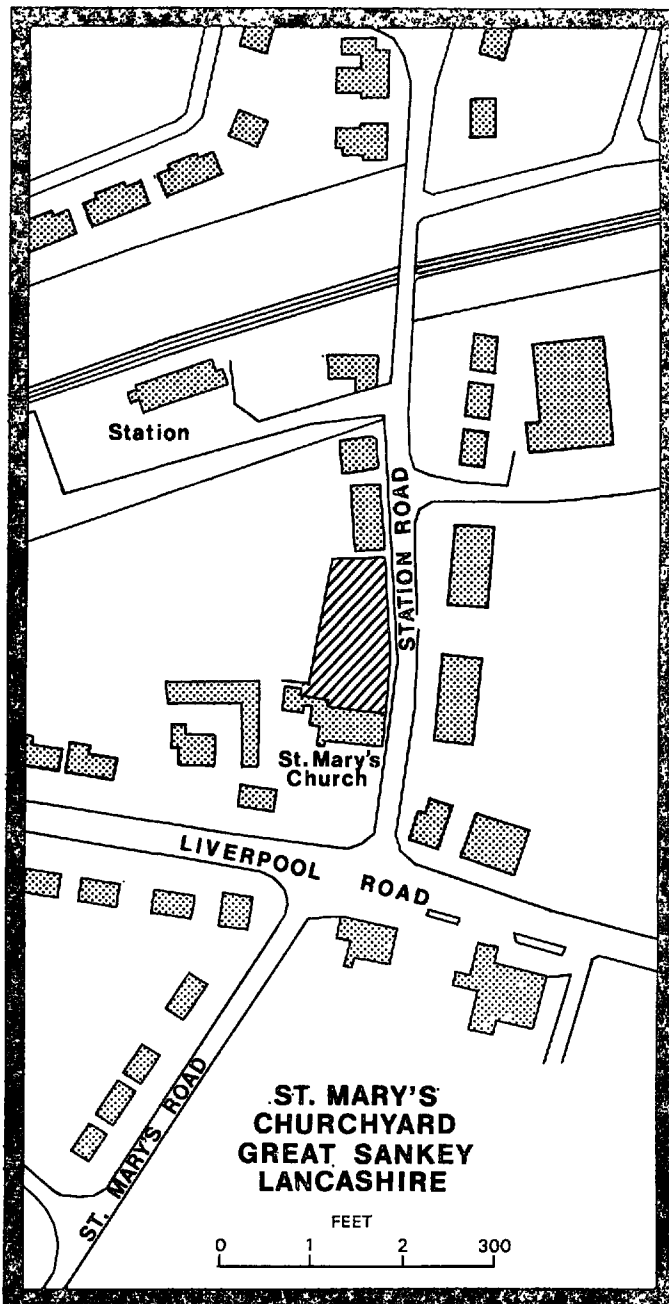 Station
STATION ROAD
St. Mary's
Church
LIVERPOOL ROAD
ST. MARY'S ROAD
ST. MARY'S
CHURCHYARD
GREAT SANKEY
LANCASHIRE
FEET
0 1 2 300